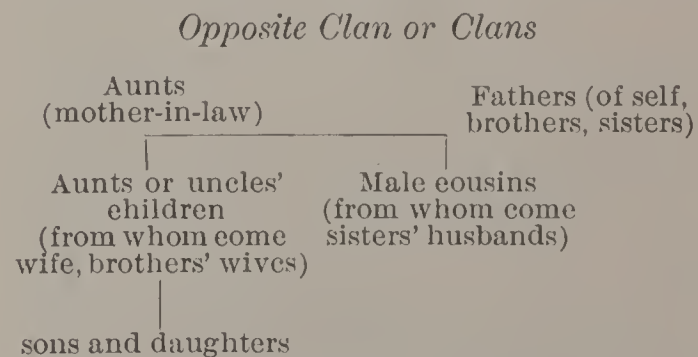 Opposite Clan or Clans
Aunts
(mother-in-law)
Fathers (of self,
brothers, sisters)
Aunts or uncles'
children
(from whom come
wife, brothers' wives)
Male cousins
(from whom come
sisters' husbands)
sons and daughters